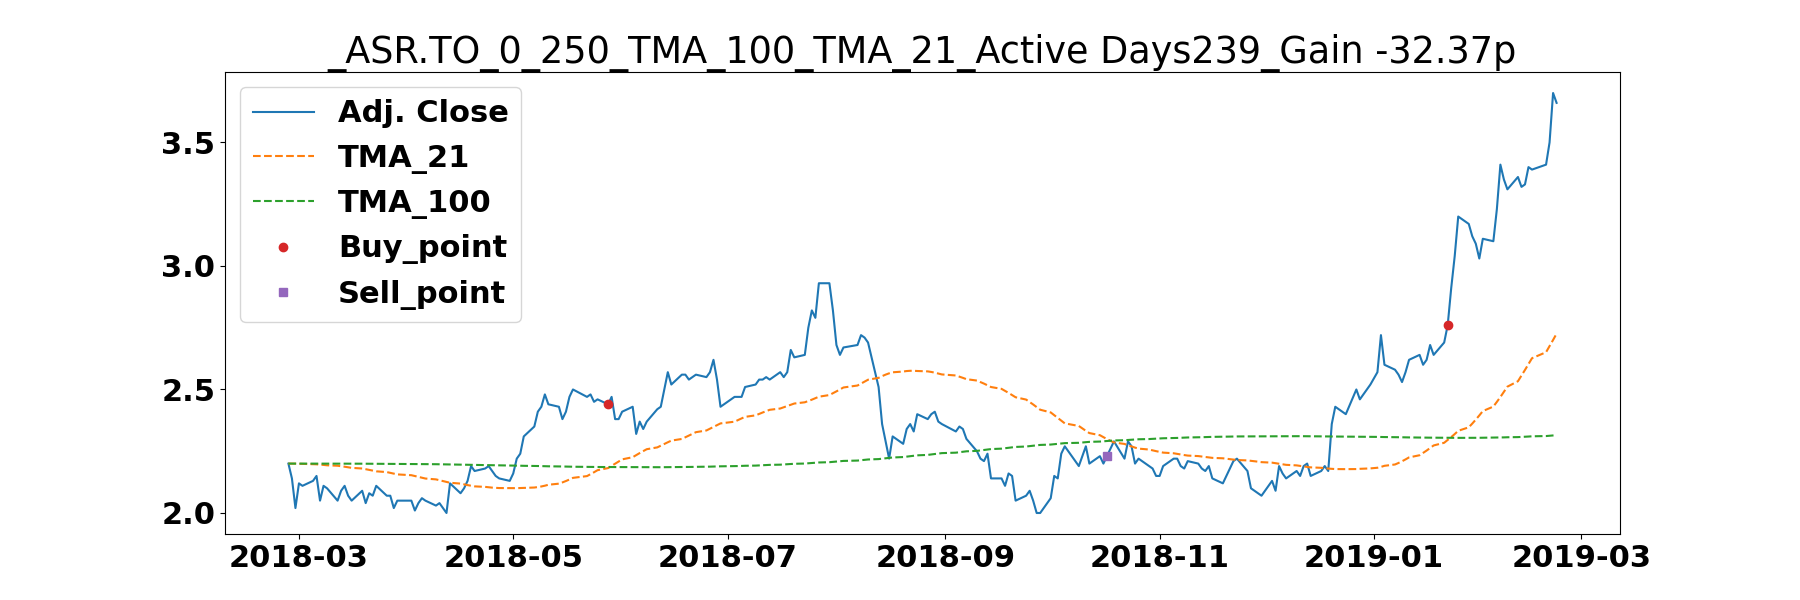 _ASR.TO_0_250_TMA_100_TMA_21_Active Days239_Gain -32.37p
Adj. Close
TMA_21
TMA_100
Buy_point
Sell_point
3.5
3.0
2.5
2.0
2018-03 2018-05 2018-07 2018-09 2018-11 2019-01 2019-03